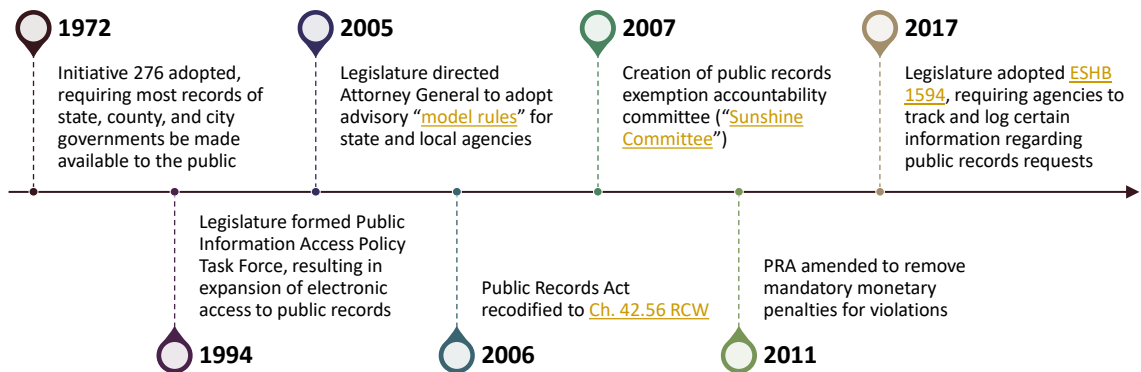 1972
Initiative 276 adopted,
requiring most records of
state, county, and city
governments be made
available to the public
2005
Legislature directed
Attorney General to adopt
advisory “model rules” for
state and local agencies
2007
Creation of public records
exemption accountability
committee (“Sunshine
Committee”)
2017
Legislature adopted ESHB
1594, requiring agencies to
track and log certain
information regarding
public records requests
Legislature formed Public
Information Access Policy
Task Force, resulting in
expansion of electronic
access to public records
1994
Public Records Act
recodified to Ch. 42.56 RCW
2006
PRA amended to remove
mandatory monetary
penalties for violations
2011